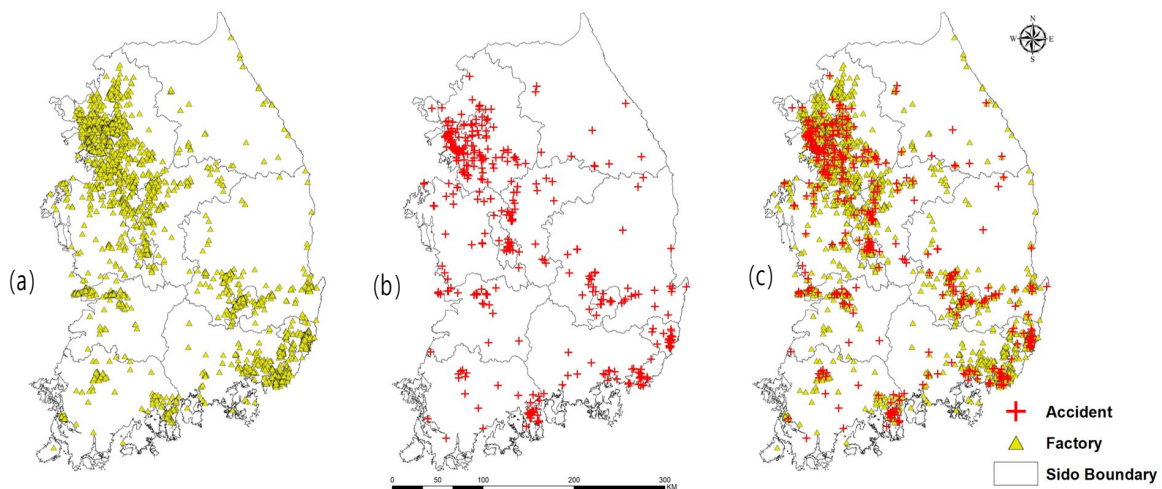 N
W E
S
(a)
(b)
(c)
Accident
Factory
Sido Boundary
0 50 100 200 300
KM